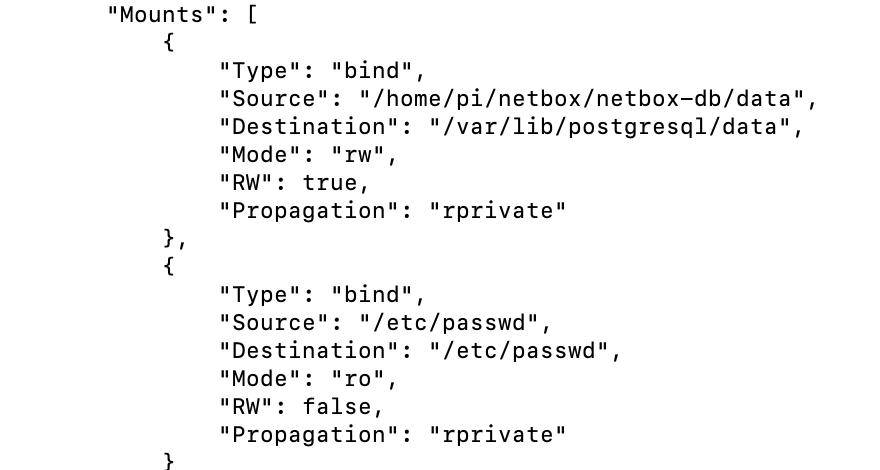 "Mounts": [
{
"Type": "bind",
"Source": "/home/pi/netbox/netbox-db/data",
"Destination": "/var/lib/postgresql/data",
"Mode": "rw",
"RW": true,
"Propagation": "rprivate"
},
{
"Type": "bind",
"Source": "/etc/passwd",
"Destination": "/etc/passwd",
"Mode": "ro",
"RW": false,
"Propagation": "rprivate"
}